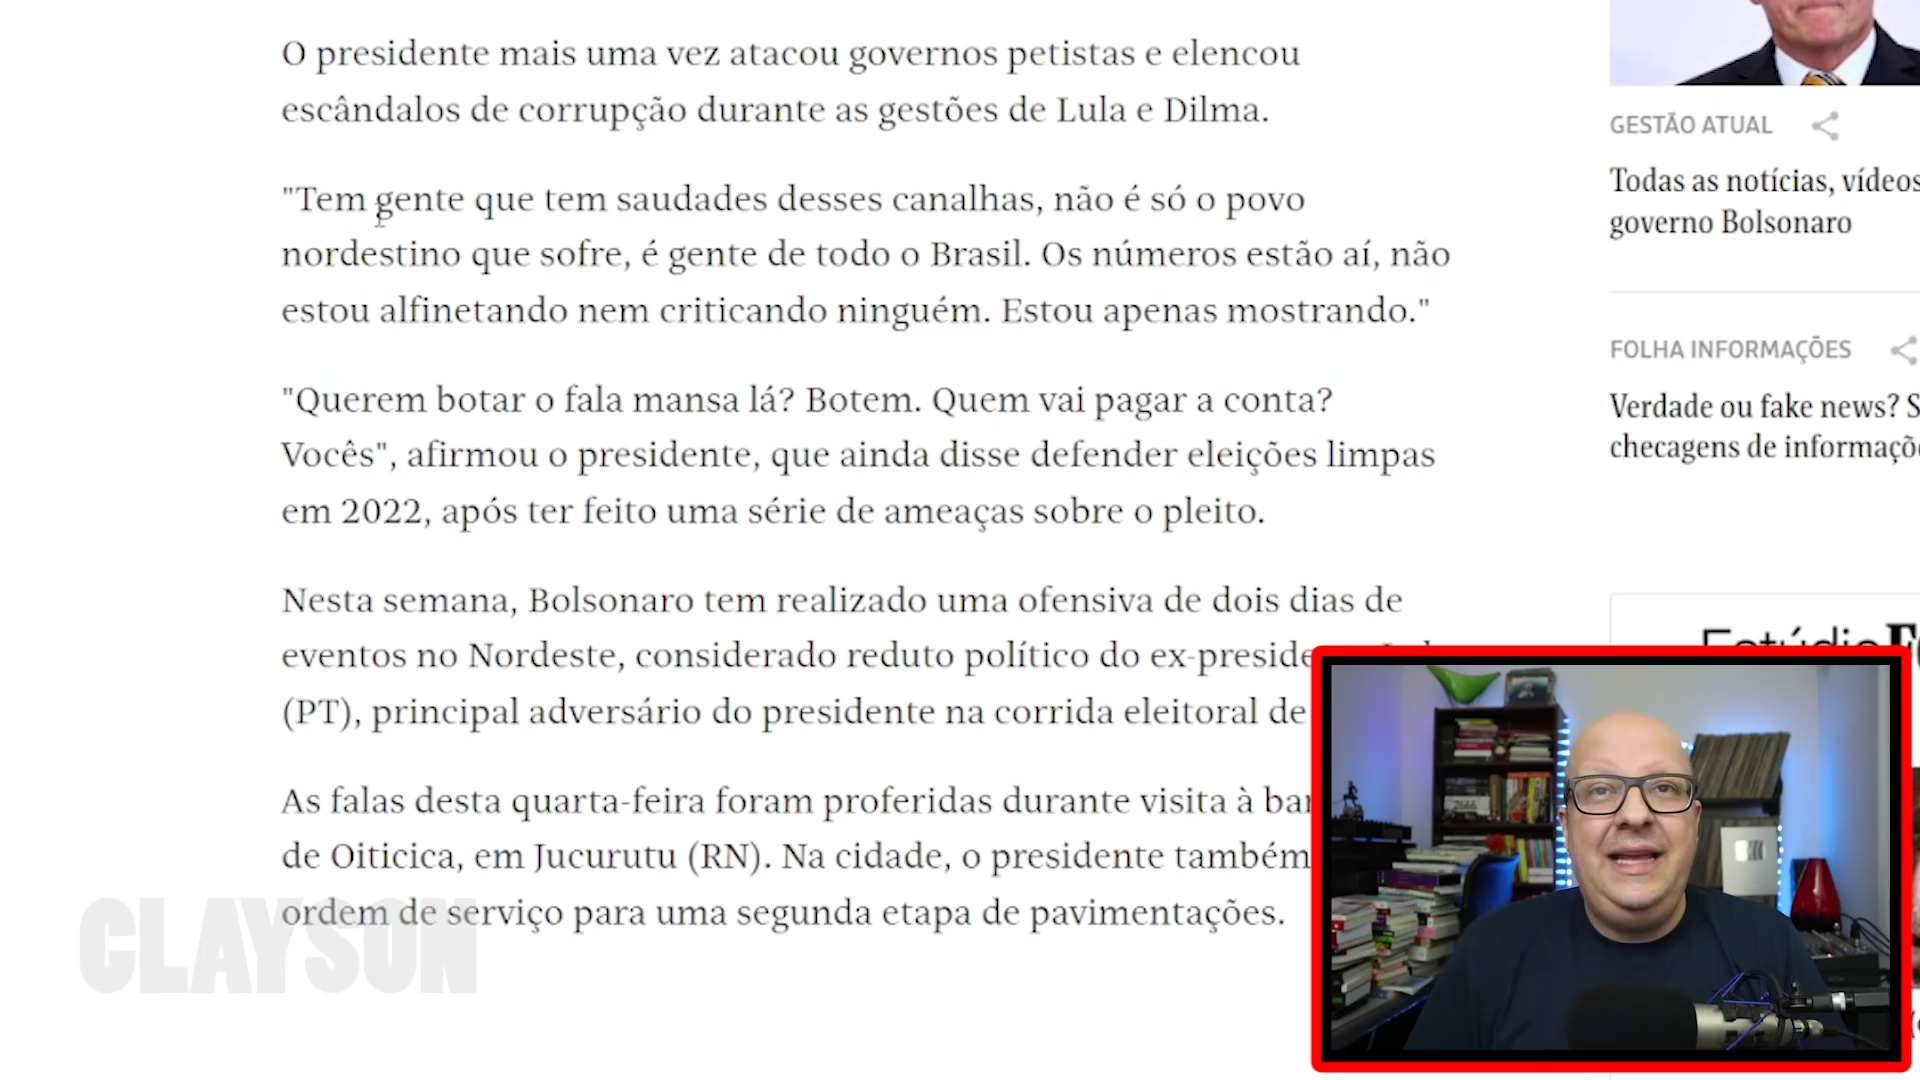 O presidente mais uma vez atacou governos petistas e elencou
escândalos de corrupção durante as gestões de Lula e Dilma.
"Tem gente que tem saudades desses canalhas, não é só o povo
nordestino que sofre, é gente de todo o Brasil. Os números estão aí, não
estou alfinetando nem criticando ninguém. Estou apenas mostrando."
"Querem botar o fala mansa lá? Botem. Quem vai pagar a conta?
Vocês", afirmou o presidente, que ainda disse defender eleições limpas
em 2022, após ter feito uma série de ameaças sobre o pleito.
Nesta semana, Bolsonaro tem realizado uma ofensiva de dois dias de
eventos no Nordeste, considerado reduto político do
(PT), principal adversário do presidente na corrida eleitoral de
As falas desta quarta-feira foram proferidas durante visita à
de Oiticica, em Jucurutu (RN). Na cidade, o presidente também
ordem de serviço para uma segunda etapa de pavimentações.
GESTÃO ATUAL
Todas as notícias, vídeos
governo Bolsonaro
FOLHA INFORMAÇÕES
Verdade ou fake news?
checagens de
Estúdio
CLAYSON